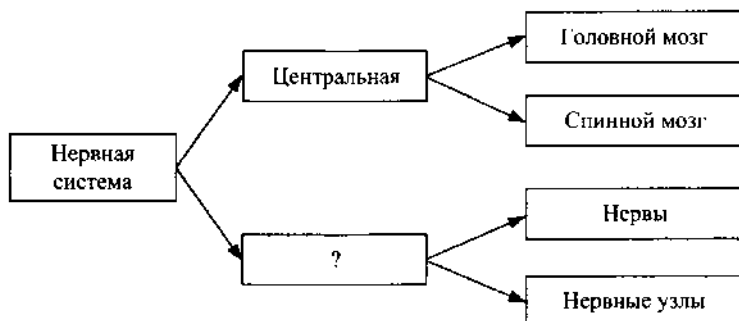 Головной мозг
Центральная
Спинной мозг
Нервная
система
Нервы
?
Нервные узлы